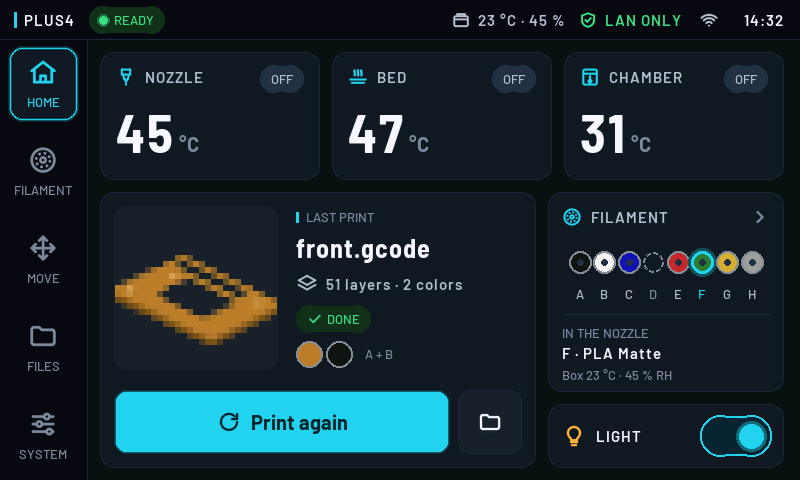 PLUS4
READY
23 °C · 45 %
LAN ONLY
14:32
HOME
FILAMENT
MOVE
FILES
SYSTEM
NOZZLE
OFF
45 °C
BED
OFF
47 °C
CHAMBER
OFF
31 °C
LAST PRINT
front.gcode
51 layers · 2 colors
DONE
A + B
Print again
FILAMENT
A B C D E F G H
IN THE NOZZLE
F · PLA Matte
Box 23 °C · 45 % RH
LIGHT